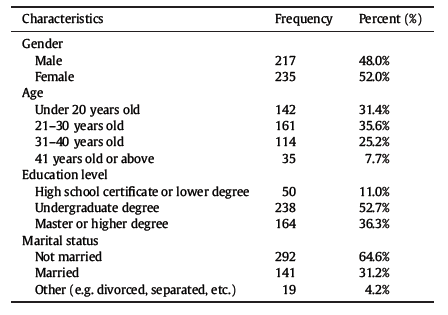 Characteristics Frequency Percent (%)
Gender
Male 217 48.0%
Female 235 52.0%
Age
Under 20 years old 142 31.4%
21–30 years old 161 35.6%
31–40 years old 114 25.2%
41 years old or above 35 7.7%
Education level
High school certificate or lower degree 50 11.0%
Undergraduate degree 238 52.7%
Master or higher degree 164 36.3%
Marital status
Not married 292 64.6%
Married 141 31.2%
Other (e.g. divorced, separated, etc.) 19 4.2%